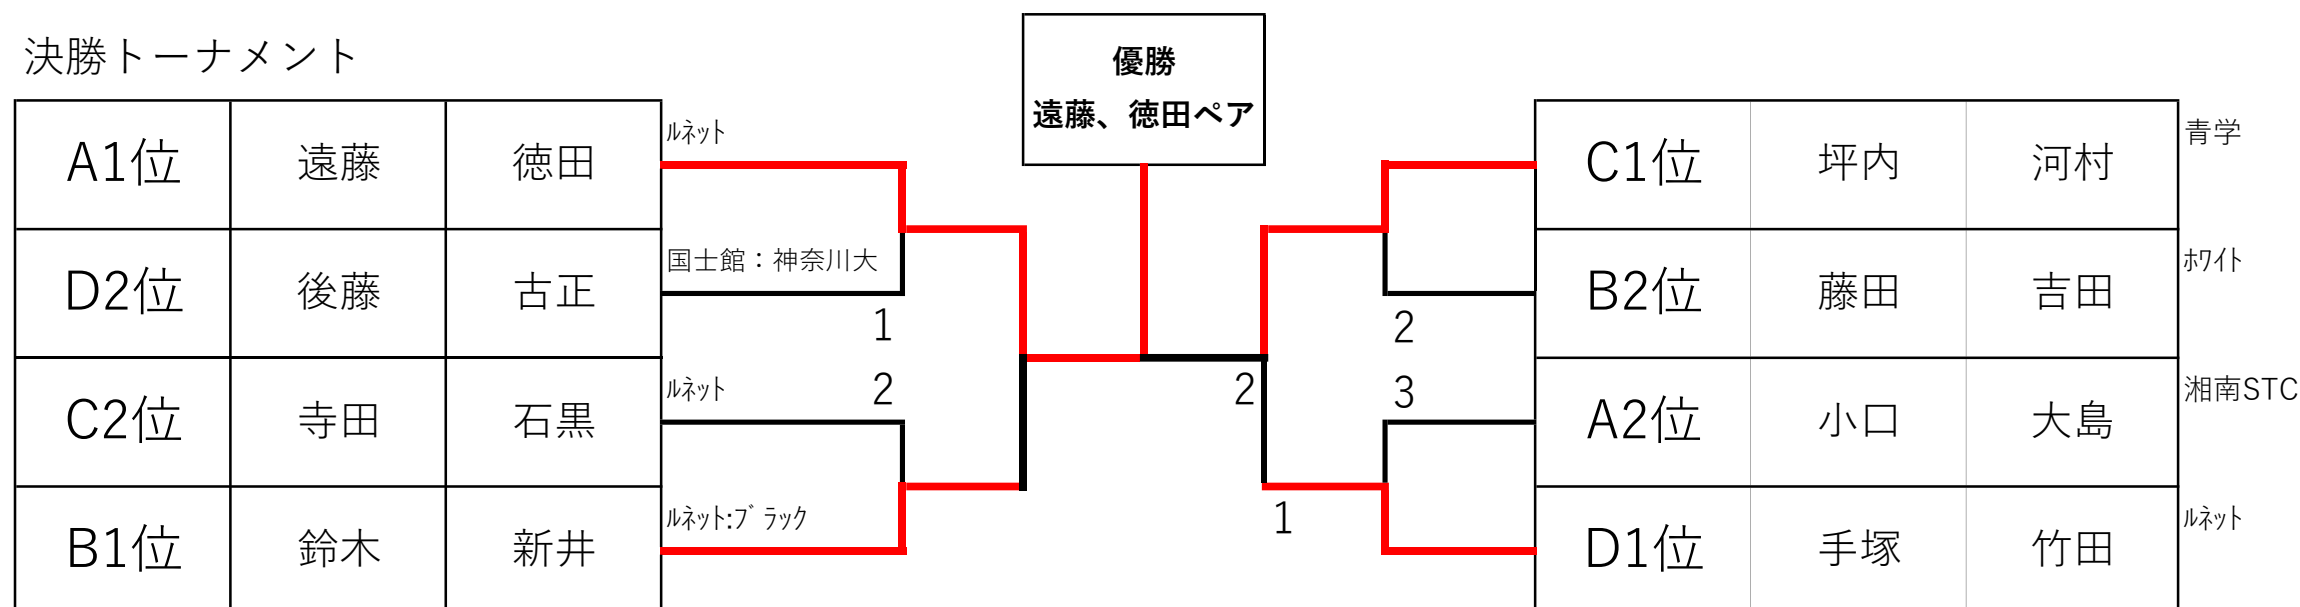 決勝トーナメント
優勝
遠藤、徳田ペア
A1位 遠藤 徳田 ﾙﾈｯﾄ
D2位 後藤 古正 国士館：神奈川大
1
C2位 寺田 石黒 ﾙﾈｯﾄ
2
B1位 鈴木 新井 ﾙﾈｯﾄ:ﾌﾞﾗｯｸ
2
C1位 坪内 河村 青学
B2位 藤田 吉田 ﾎﾜｲﾄ
2
A2位 小口 大島 湘南STC
3
D1位 手塚 竹田 ﾙﾈｯﾄ
1